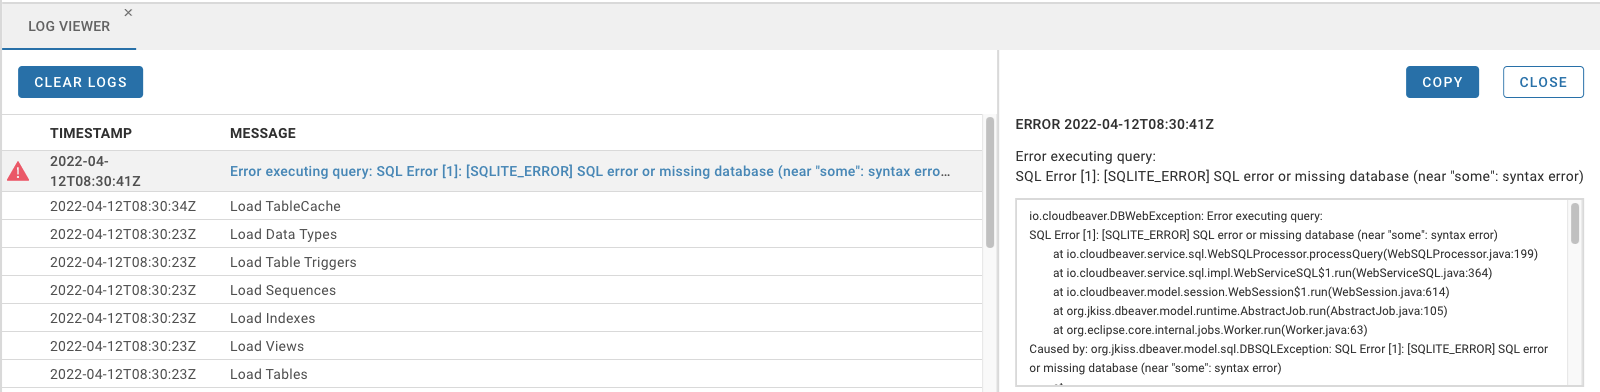 LOG VIEWER ×
CLEAR LOGS
TIMESTAMP MESSAGE
2022-04-
12T08:30:41Z
Error executing query: SQL Error [1]: [SQLITE_ERROR] SQL error or missing database (near "some": syntax erro...
2022-04-12T08:30:34Z Load TableCache
2022-04-12T08:30:23Z Load Data Types
2022-04-12T08:30:23Z Load Table Triggers
2022-04-12T08:30:23Z Load Sequences
2022-04-12T08:30:23Z Load Indexes
2022-04-12T08:30:23Z Load Views
2022-04-12T08:30:23Z Load Tables
COPY CLOSE
ERROR 2022-04-12T08:30:41Z
Error executing query:
SQL Error [1]: [SQLITE_ERROR] SQL error or missing database (near "some": syntax error)
io.cloudbeaver.DBWebException: Error executing query:
SQL Error [1]: [SQLITE_ERROR] SQL error or missing database (near "some": syntax error)
at io.cloudbeaver.service.sql.WebSQLProcessor.processQuery(WebSQLProcessor.java:199)
at io.cloudbeaver.service.sql.impl.WebServiceSQL$1.run(WebServiceSQL.java:364)
at io.cloudbeaver.model.session.WebSession$1.run(WebSession.java:614)
at org.jkiss.dbeaver.model.runtime.AbstractJob.run(AbstractJob.java:105)
at org.eclipse.core.internal.jobs.Worker.run(Worker.java:63)
Caused by: org.jkiss.dbeaver.model.sql.DBSQLException: SQL Error [1]: [SQLITE_ERROR] SQL error
or missing database (near "some": syntax error)